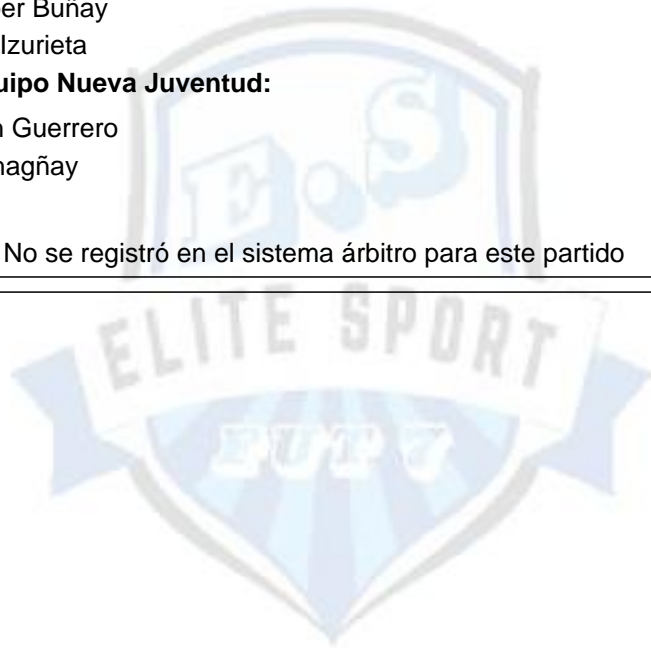 er Buñay
Izurieta
uipo Nueva Juventud:
n Guerrero
nagñay
No se registró en el sistema árbitro para este partido
E.S
ELITE SPORT
FUT 7